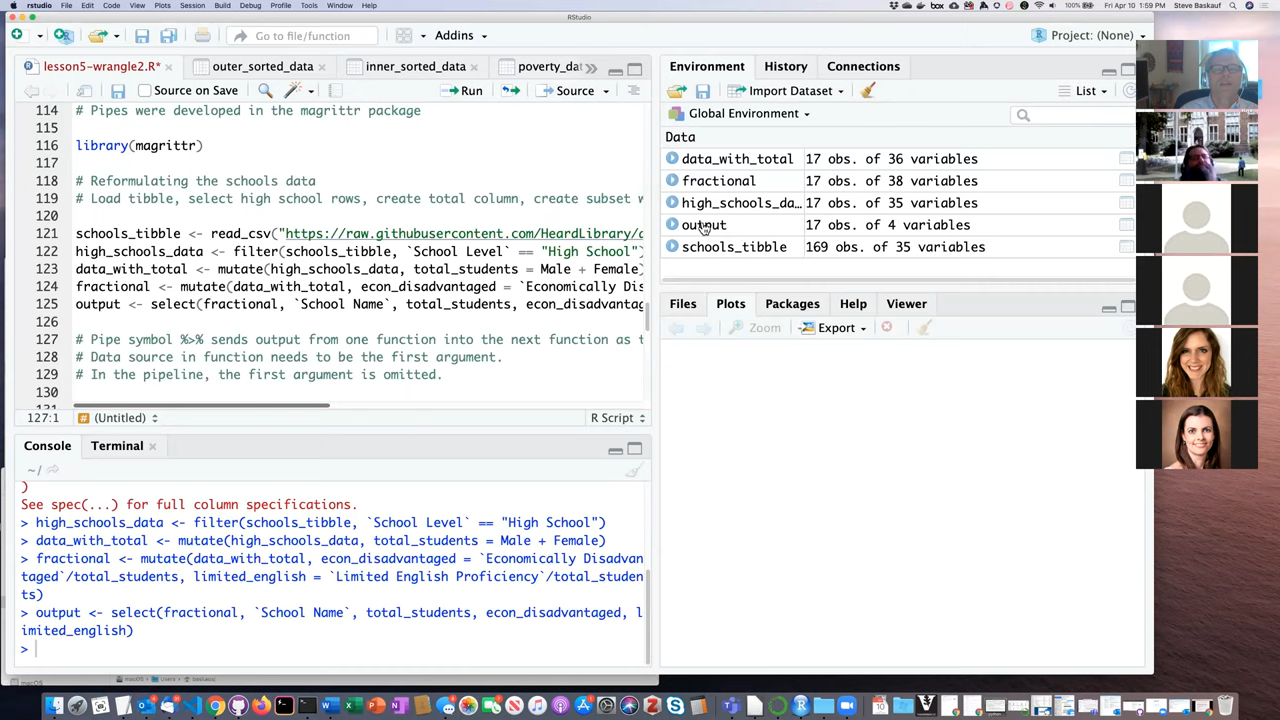 rstudio File Edit Code View Plots Session Build Debug Profile Tools Window Help
100% Fri Apr 10 1:59 PM Steve Baskauf
RStudio
Go to file/function Addins Project: (None)
lesson5-wrangle2.R* outer_sorted_data inner_sorted_data poverty_da
Source on Save Run Source
114 # Pipes were developed in the magrittr package
115
116 library(magrittr)
117
118 # Reformulating the schools data
119 # Load tibble, select high school rows, create total column, create subset w
120
121 schools_tibble <- read_csv("https://raw.githubusercontent.com/HeardLibrary/d
122 high_schools_data <- filter(schools_tibble, `School Level` == "High School")
123 data_with_total <- mutate(high_schools_data, total_students = Male + Female)
124 fractional <- mutate(data_with_total, econ_disadvantaged = `Economically Dis
125 output <- select(fractional, `School Name`, total_students, econ_disadvantag
126
127 # Pipe symbol %>% sends output from one function into the next function as t
128 # Data source in function needs to be the first argument.
129 # In the pipeline, the first argument is omitted.
130
131
127:1 # (Untitled) R Script
Console Terminal
~/
)
See spec(...) for full column specifications.
> high_schools_data <- filter(schools_tibble, `School Level` == "High School")
> data_with_total <- mutate(high_schools_data, total_students = Male + Female)
> fractional <- mutate(data_with_total, econ_disadvantaged = `Economically Disadvan
taged`/total_students, limited_english = `Limited English Proficiency`/total_studen
ts)
> output <- select(fractional, `School Name`, total_students, econ_disadvantaged, l
imited_english)
>
Environment History Connections
Import Dataset List
Global Environment
Data
data_with_total 17 obs. of 36 variables
fractional 17 obs. of 38 variables
high_schools_da… 17 obs. of 35 variables
output 17 obs. of 4 variables
schools_tibble 169 obs. of 35 variables
Files Plots Packages Help Viewer
Zoom Export
macOS Users baskausj